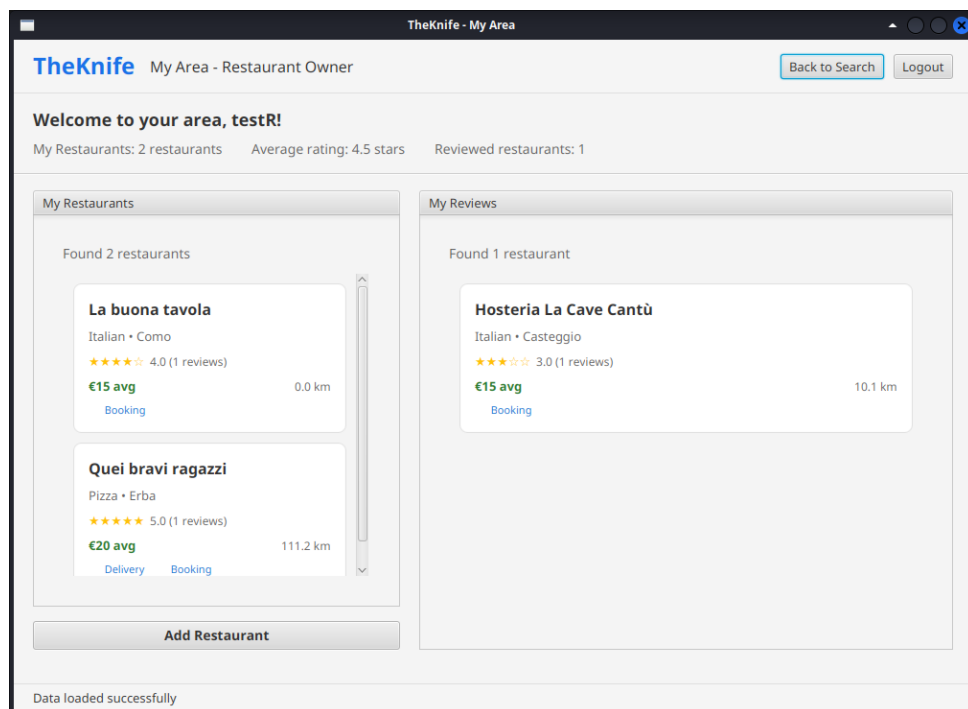 TheKnife - My Area
TheKnife My Area - Restaurant Owner Back to Search Logout
Welcome to your area, testR!
My Restaurants: 2 restaurants Average rating: 4.5 stars Reviewed restaurants: 1
My Restaurants
Found 2 restaurants
La buona tavola
Italian • Como
★★★★☆ 4.0 (1 reviews)
€15 avg 0.0 km
Booking
Quei bravi ragazzi
Pizza • Erba
★★★★★ 5.0 (1 reviews)
€20 avg 111.2 km
Delivery Booking
Add Restaurant
My Reviews
Found 1 restaurant
Hosteria La Cave Cantù
Italian • Casteggio
★★★☆☆ 3.0 (1 reviews)
€15 avg 10.1 km
Booking
Data loaded successfully